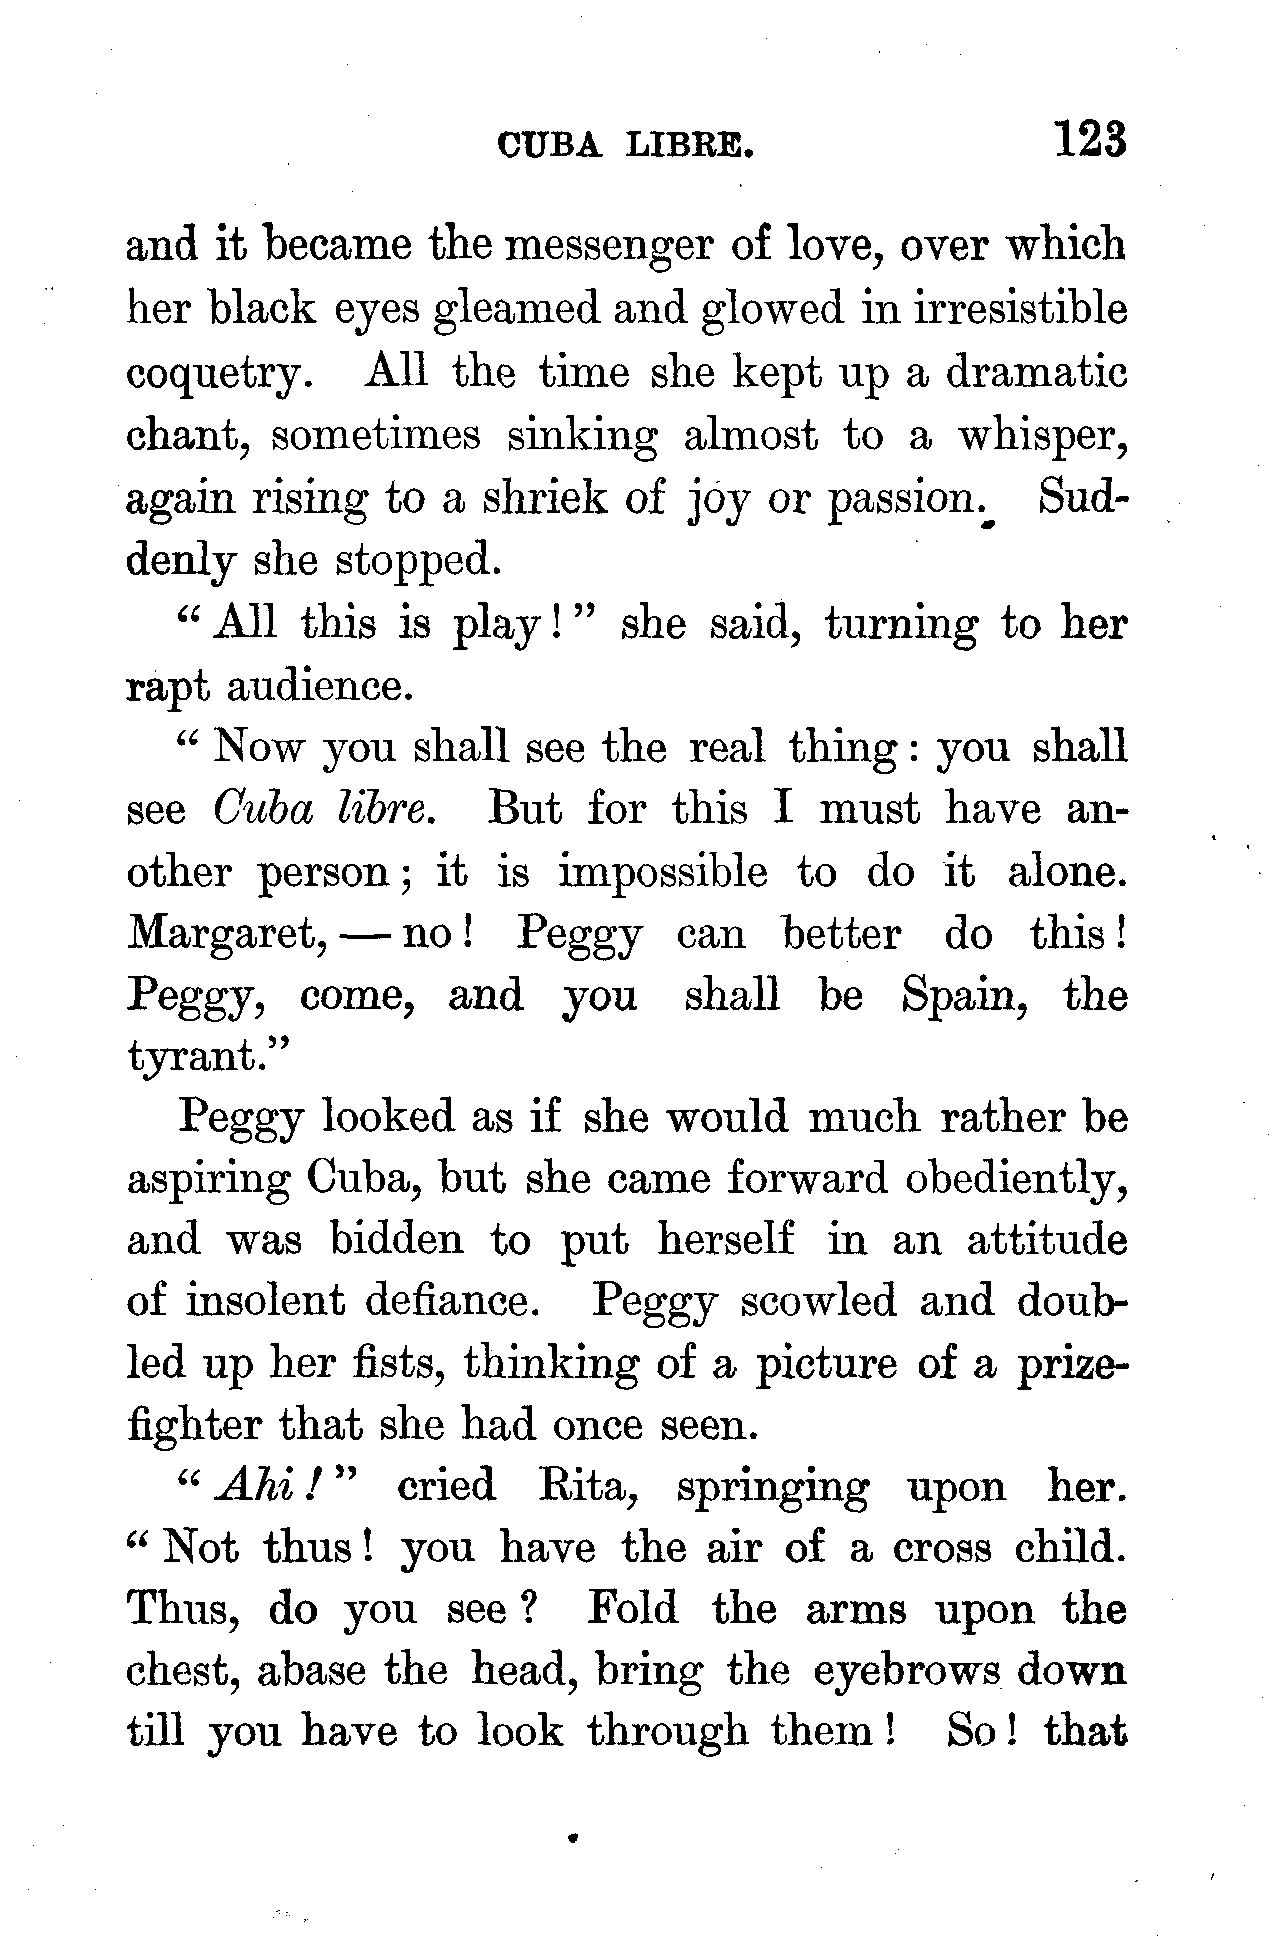 CUBA LIBRE. 123
and it became the messenger of love, over which
her black eyes gleamed and glowed in irresistible
coquetry. All the time she kept up a dramatic
chant, sometimes sinking almost to a whisper,
again rising to a shriek of joy or passion. Sud-
denly she stopped.
“ All this is play ! ” she said, turning to her
rapt audience.
“ Now you shall see the real thing : you shall
see Cuba libre. But for this I must have an-
other person ; it is impossible to do it alone.
Margaret, — no ! Peggy can better do this !
Peggy, come, and you shall be Spain, the
tyrant.”
Peggy looked as if she would much rather be
aspiring Cuba, but she came forward obediently,
and was bidden to put herself in an attitude
of insolent defiance. Peggy scowled and doub-
led up her fists, thinking of a picture of a prize-
fighter that she had once seen.
“ Ahi ! ” cried Rita, springing upon her.
“ Not thus ! you have the air of a cross child.
Thus, do you see ? Fold the arms upon the
chest, abase the head, bring the eyebrows down
till you have to look through them ! So ! that